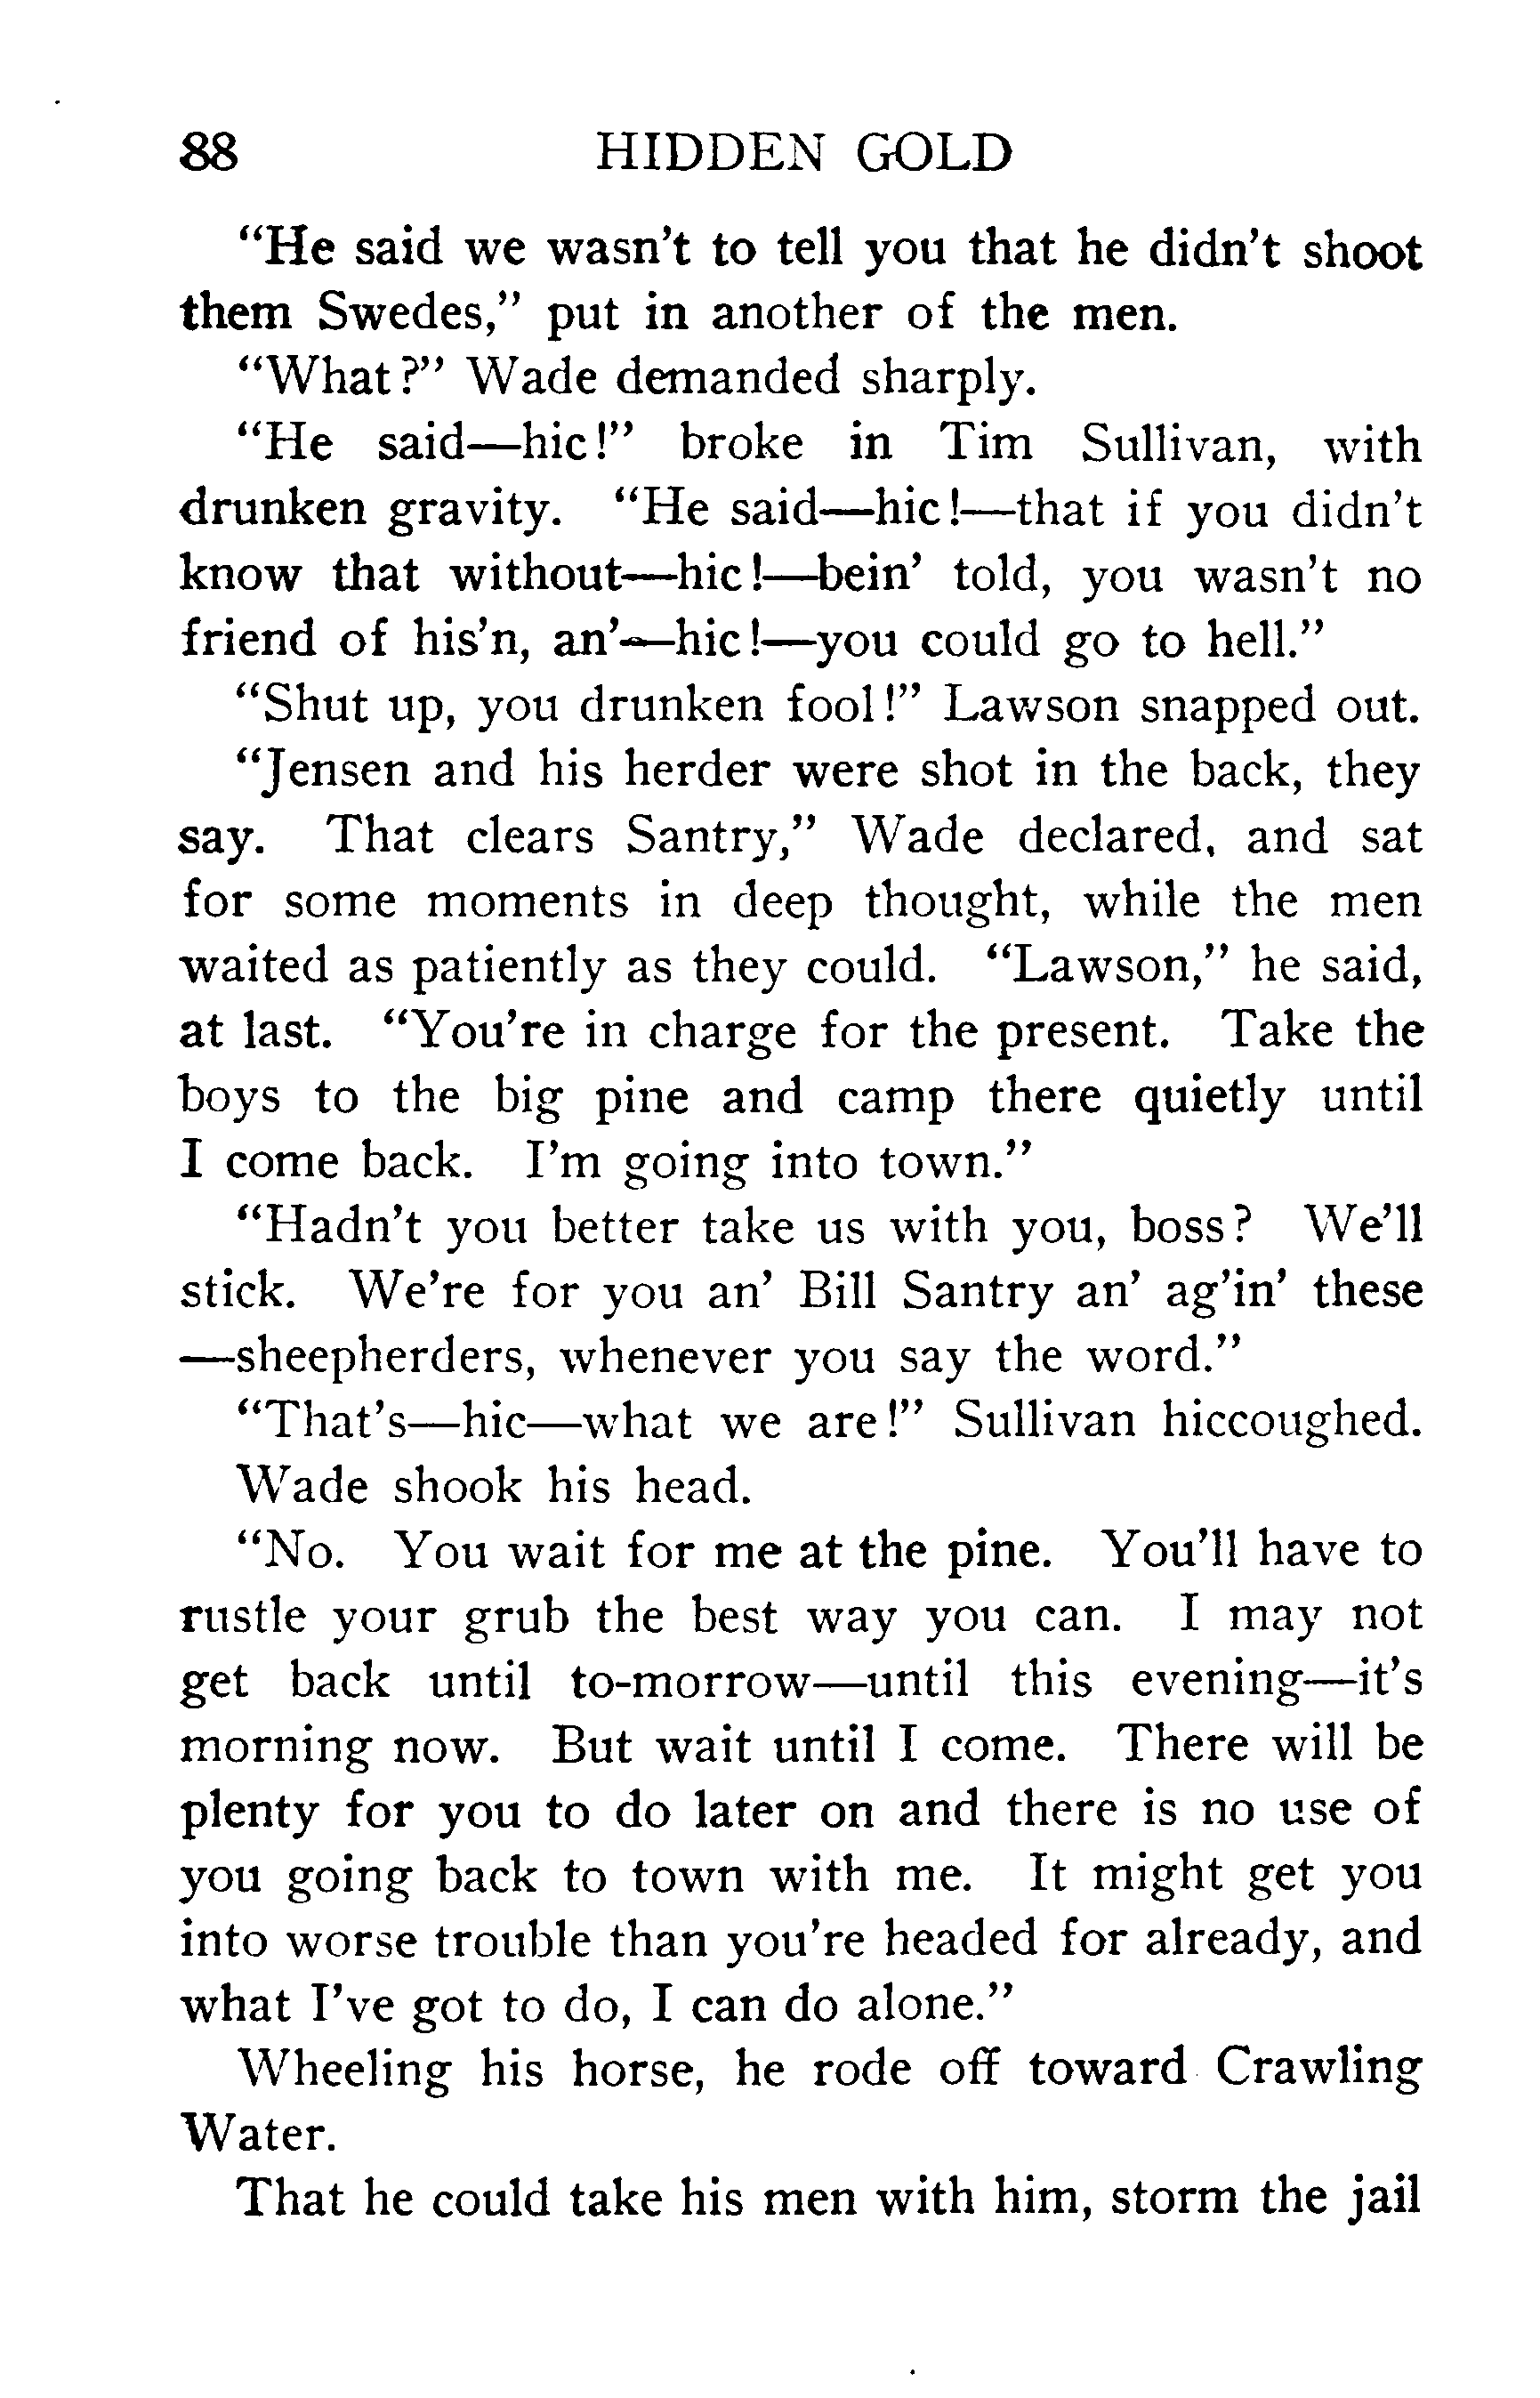 88 HIDDEN GOLD
“He said we wasn’t to tell you that he didn’t shoot
them Swedes,” put in another of the men.
“What?” Wade demanded sharply.
“He said—hic!” broke in Tim Sullivan, with
drunken gravity. “He said—hic!—that if you didn’t
know that without—hic!—bein’ told, you wasn’t no
friend of his’n, an’—hic!—you could go to hell.”
“Shut up, you drunken fool!” Lawson snapped out.
“Jensen and his herder were shot in the back, they
say. That clears Santry,” Wade declared, and sat
for some moments in deep thought, while the men
waited as patiently as they could. “Lawson,” he said,
at last. “You’re in charge for the present. Take the
boys to the big pine and camp there quietly until
I come back. I’m going into town.”
“Hadn’t you better take us with you, boss? We’ll
stick. We’re for you an’ Bill Santry an’ ag’in’ these
—sheepherders, whenever you say the word.”
“That’s—hic—what we are!” Sullivan hiccoughed.
Wade shook his head.
“No. You wait for me at the pine. You’ll have to
rustle your grub the best way you can. I may not
get back until to-morrow—until this evening—it’s
morning now. But wait until I come. There will be
plenty for you to do later on and there is no use of
you going back to town with me. It might get you
into worse trouble than you’re headed for already, and
what I’ve got to do, I can do alone.”
Wheeling his horse, he rode off toward Crawling
Water.
That he could take his men with him, storm the jail